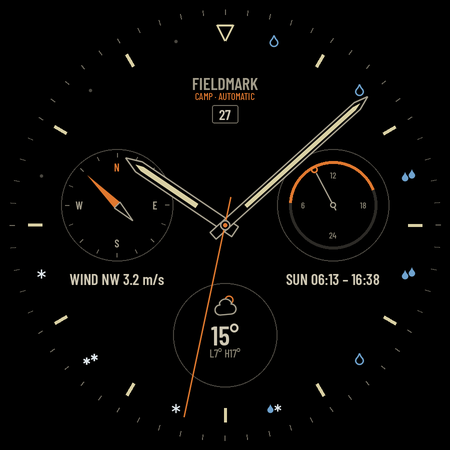 FIELDMARK
CAMP · AUTOMATIC
27
N
W
E
S
12
6
18
24
WIND NW 3.2 m/s
SUN 06:13 – 16:38
15°
L7° H17°